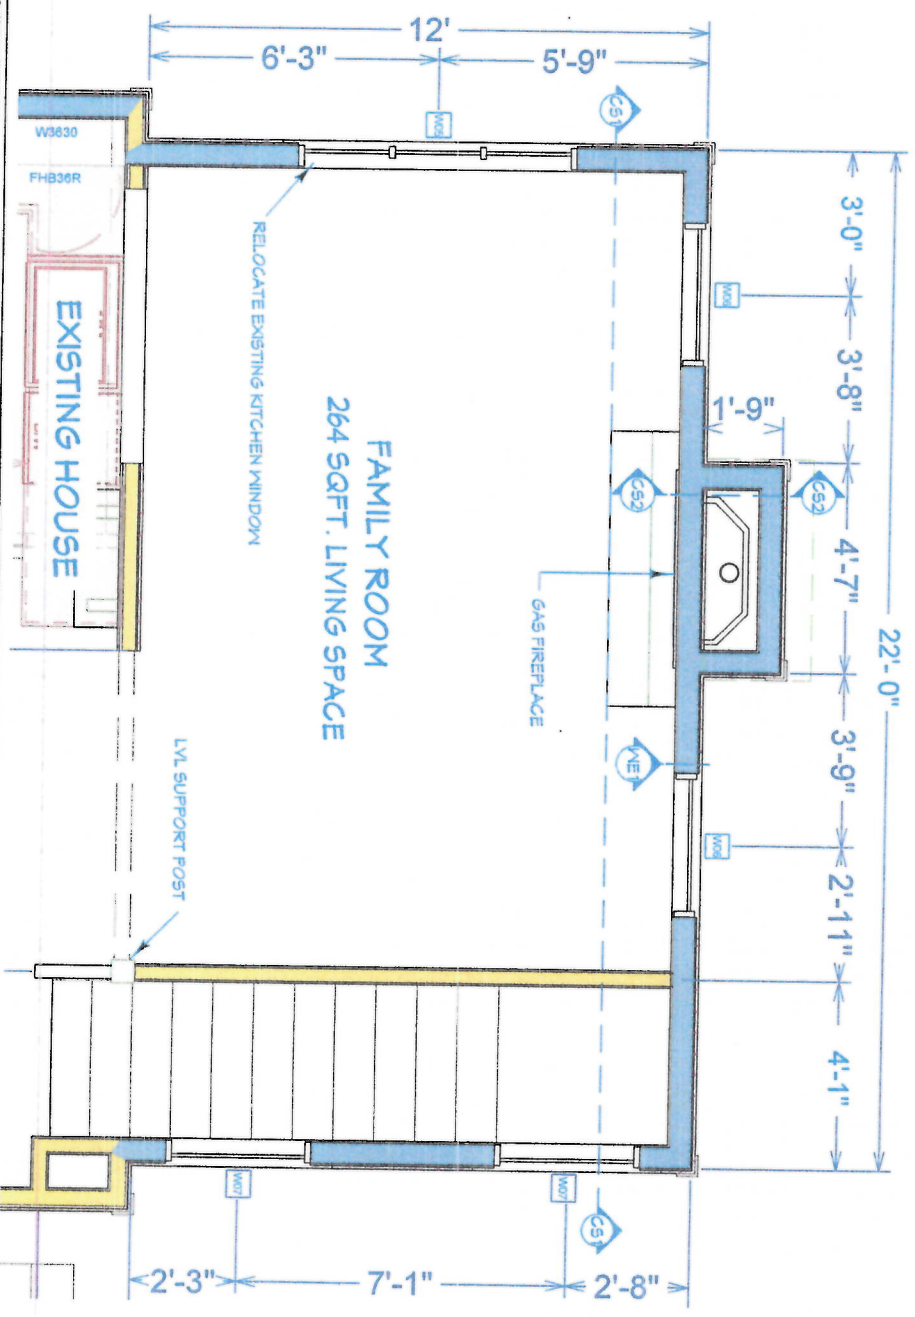 12'
6'-3"
5'-9"
CS1
W05
W3630
FHB36R
RELOCATE EXISTING KITCHEN WINDOW
EXISTING HOUSE
FAMILY ROOM
264 SQFT. LIVING SPACE
3'-0"
W06
3'-8"
1'-9"
CS2
CS2
4'-7"
22'-0"
GAS FIREPLACE
3'-9"
WE1
W06
2'-11"
LVL SUPPORT POST
4'-1"
W07
W07
CS1
2'-3"
7'-1"
2'-8"